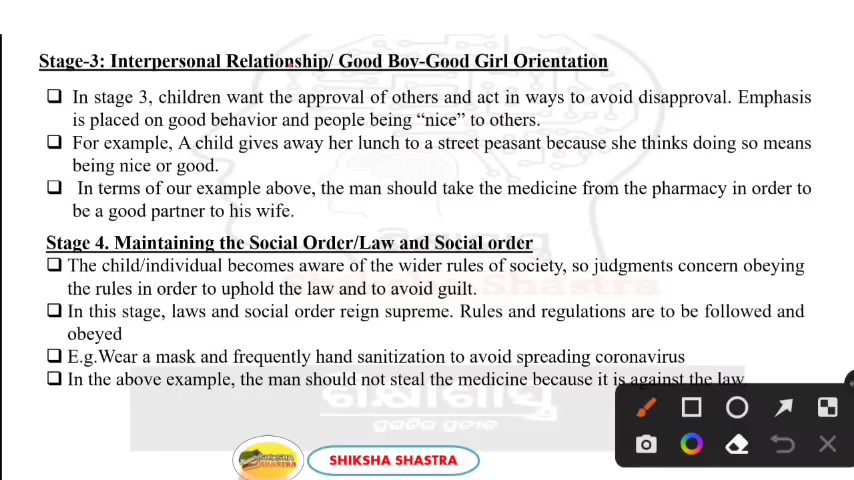 Stage-3: Interpersonal Relationship/ Good Boy-Good Girl Orientation
In stage 3, children want the approval of others and act in ways to avoid disapproval. Emphasis
is placed on good behavior and people being “nice” to others.
For example, A child gives away her lunch to a street peasant because she thinks doing so means
being nice or good.
In terms of our example above, the man should take the medicine from the pharmacy in order to
be a good partner to his wife.
Stage 4. Maintaining the Social Order/Law and Social order
The child/individual becomes aware of the wider rules of society, so judgments concern obeying
the rules in order to uphold the law and to avoid guilt.
In this stage, laws and social order reign supreme. Rules and regulations are to be followed and
obeyed
E.g.Wear a mask and frequently hand sanitization to avoid spreading coronavirus
In the above example, the man should not steal the medicine because it is against the law
ଶିକ୍ଷାଶାସ୍ତ୍ର
SHIKSHA SHASTRA
SHIKSHA SHASTRA